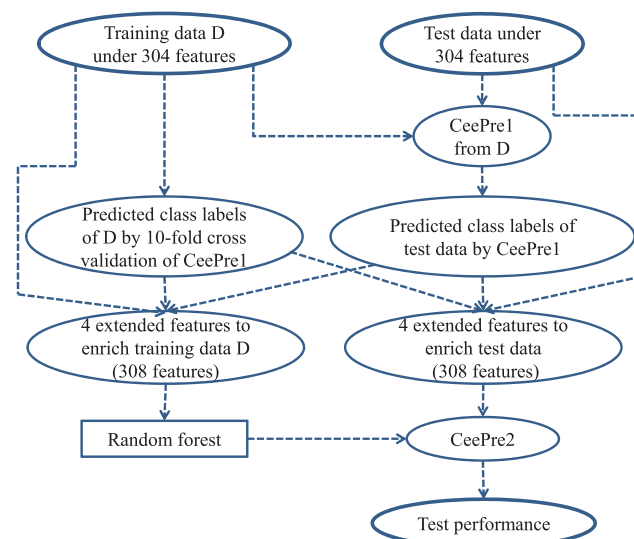 Training data D
under 304 features
Test data under
304 features
CeePre1
from D
Predicted class labels
of D by 10-fold cross
validation of CeePre1
Predicted class labels of
test data by CeePre1
4 extended features to
enrich training data D
(308 features)
4 extended features to
enrich test data
(308 features)
Random forest
CeePre2
Test performance